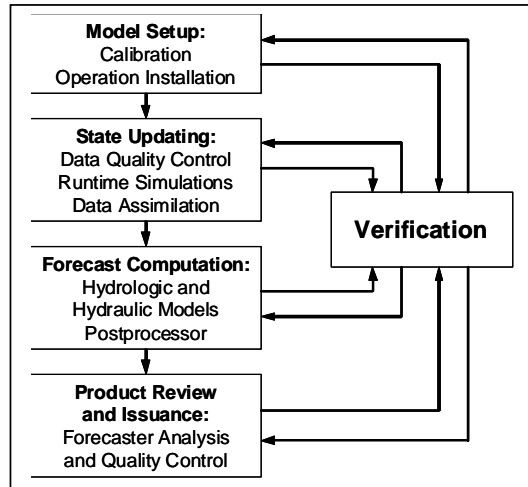 Model Setup:
Calibration
Operation Installation
State Updating:
Data Quality Control
Runtime Simulations
Data Assimilation
Verification
Forecast Computation:
Hydrologic and
Hydraulic Models
Postprocessor
Product Review
and Issuance:
Forecaster Analysis
and Quality Control